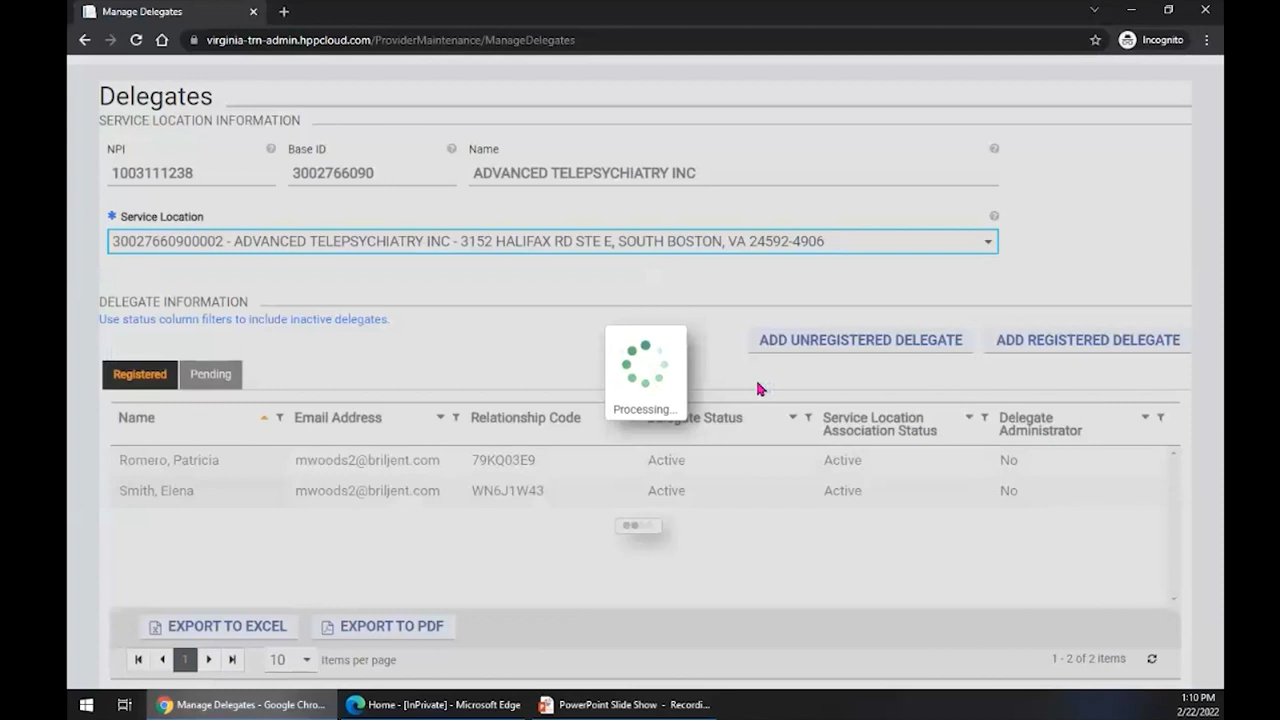 Manage Delegates
virginia-trn-admin.hppcloud.com/ProviderMaintenance/ManageDelegates
Incognito
Delegates
SERVICE LOCATION INFORMATION
NPI Base ID Name
1003111238 3002766090 ADVANCED TELEPSYCHIATRY INC
* Service Location
30027660900002 - ADVANCED TELEPSYCHIATRY INC - 3152 HALIFAX RD STE E, SOUTH BOSTON, VA 24592-4906
DELEGATE INFORMATION
Use status column filters to include inactive delegates.
ADD UNREGISTERED DELEGATE ADD REGISTERED DELEGATE
Registered Pending
Processing...
Name Email Address Relationship Code Delegate Status Service Location Association Status Delegate Administrator
Romero, Patricia mwoods2@briljent.com 79KQ03E9 Active Active No
Smith, Elena mwoods2@briljent.com WN6J1W43 Active Active No
EXPORT TO EXCEL EXPORT TO PDF
1 10 Items per page 1 - 2 of 2 items
Manage Delegates - Google Chro... Home - [InPrivate] - Microsoft Edge PowerPoint Slide Show - Recordi... 1:10 PM
2/22/2022